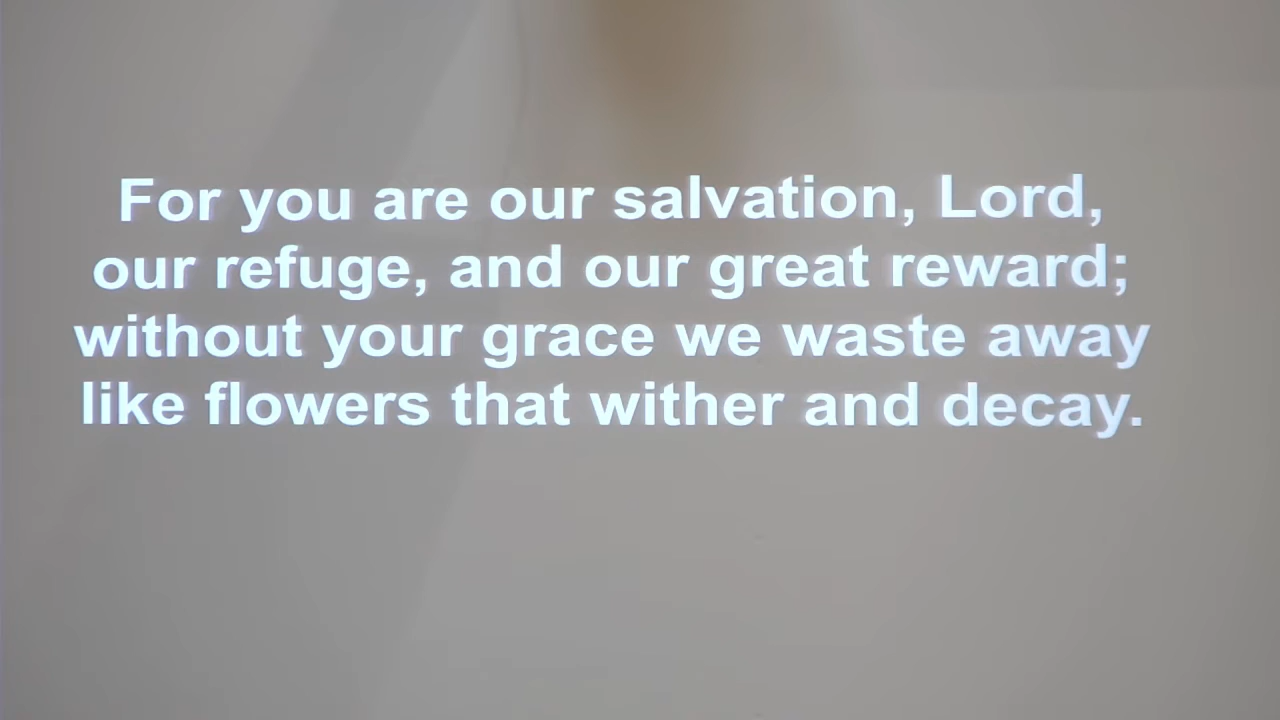 For you are our salvation, Lord,
our refuge, and our great reward;
without your grace we waste away
like flowers that wither and decay.